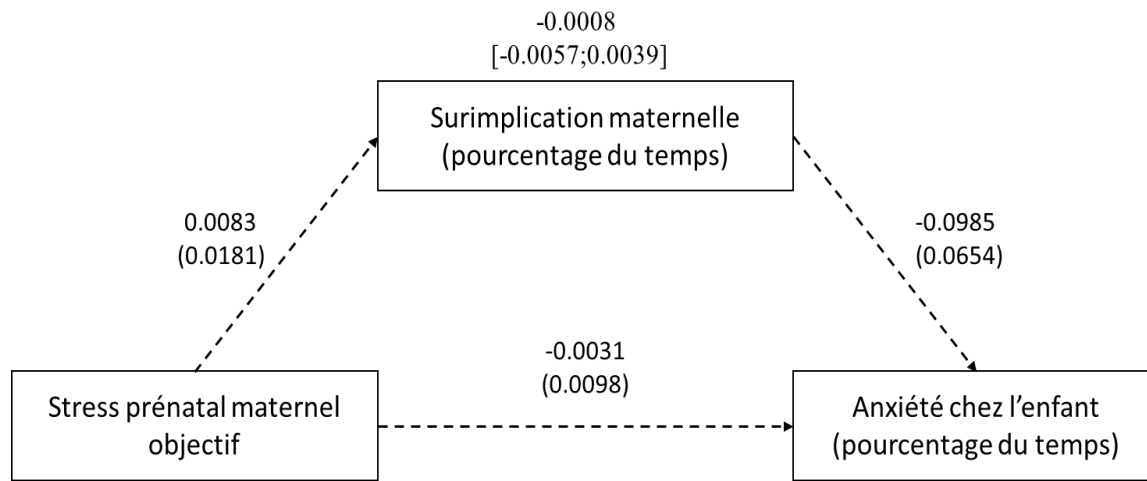 -0.0008
[-0.0057;0.0039]
Surimplication maternelle
(pourcentage du temps)
0.0083
(0.0181)
-0.0985
(0.0654)
-0.0031
(0.0098)
Stress prénatal maternel
objectif
Anxiété chez l’enfant
(pourcentage du temps)